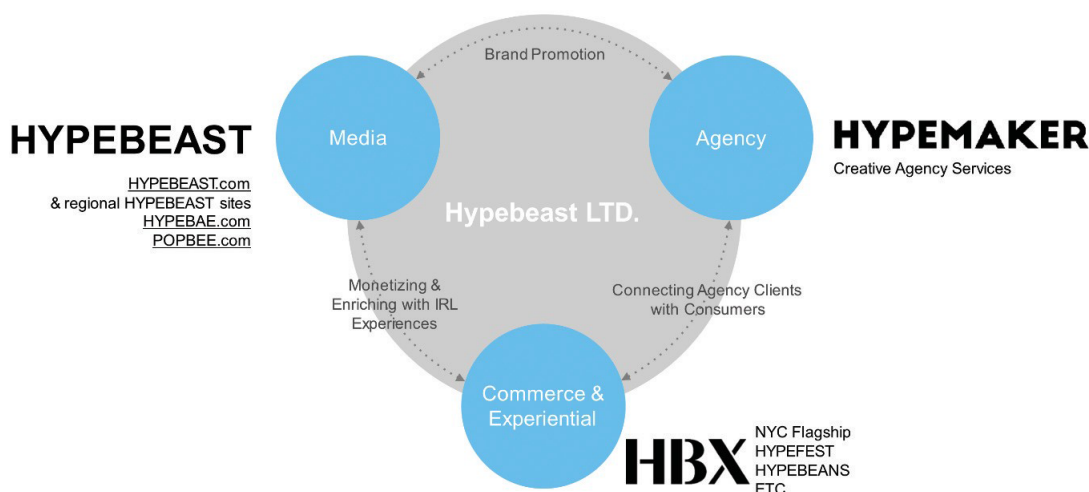 Brand Promotion
Media
Agency
HYPEBEAST
HYPEBEAST.com
& regional HYPEBEAST sites
HYPEBAE.com
POPBEE.com
HYPEMAKER
Creative Agency Services
Hypebeast LTD.
Monetizing &
Enriching with IRL
Experiences
Connecting Agency Clients
with Consumers
Commerce &
Experiential
HBX
NYC Flagship
HYPEFEST
HYPEBEANS
ETC